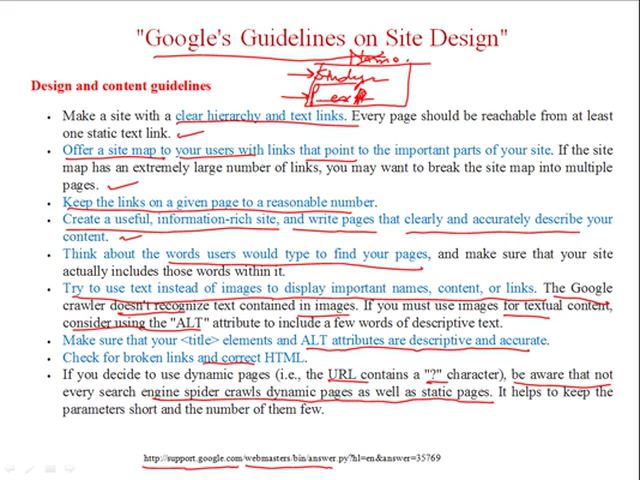 "Google's Guidelines on Site Design"
Name.
Design and content guidelines
Study
• Make a site with a clear hierarchy and text links. Every page should be reachable from at least
one static text link.
• Offer a site map to your users with links that point to the important parts of your site. If the site
map has an extremely large number of links, you may want to break the site map into multiple
pages.
• Keep the links on a given page to a reasonable number.
• Create a useful, information-rich site, and write pages that clearly and accurately describe your
content.
• Think about the words users would type to find your pages, and make sure that your site
actually includes those words within it.
• Try to use text instead of images to display important names, content, or links. The Google
crawler doesn't recognize text contained in images. If you must use images for textual content,
consider using the "ALT" attribute to include a few words of descriptive text.
• Make sure that your <title> elements and ALT attributes are descriptive and accurate.
• Check for broken links and correct HTML.
• If you decide to use dynamic pages (i.e., the URL contains a "?" character), be aware that not
every search engine spider crawls dynamic pages as well as static pages. It helps to keep the
parameters short and the number of them few.
http://support.google.com/webmasters/bin/answer.py?hl=en&answer=35769